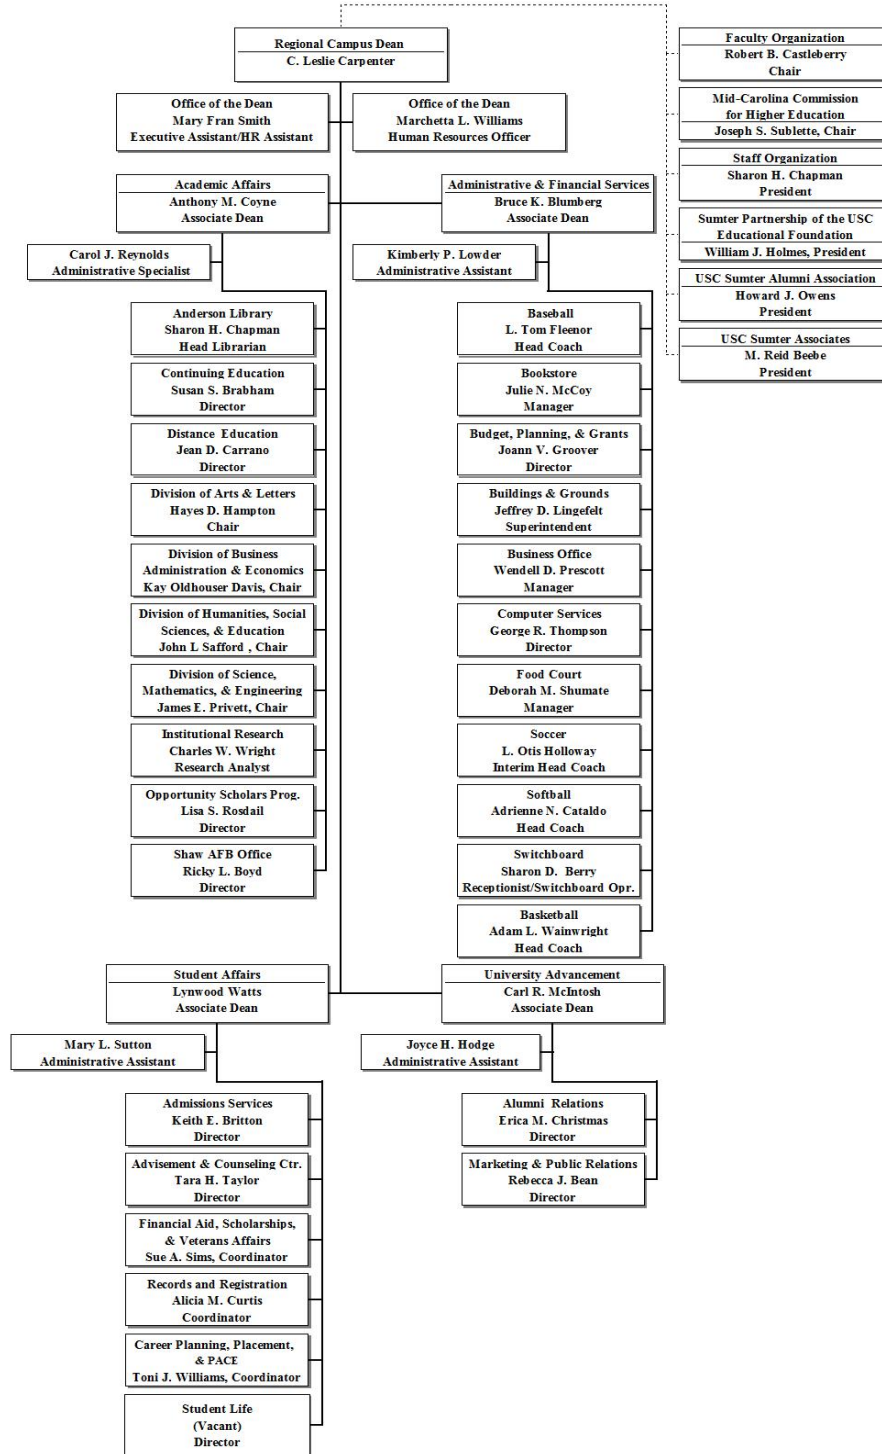 Regional Campus Dean
C. Leslie Carpenter
Office of the Dean
Mary Fran Smith
Executive Assistant/HR Assistant
Office of the Dean
Marchetta L. Williams
Human Resources Officer
Faculty Organization
Robert B. Castleberry
Chair
Mid-Carolina Commission
for Higher Education
Joseph S. Sublette, Chair
Staff Organization
Sharon H. Chapman
President
Sumter Partnership of the USC
Educational Foundation
William J. Holmes, President
USC Sumter Alumni Association
Howard J. Owens
President
USC Sumter Associates
M. Reid Beebe
President
Academic Affairs
Anthony M. Coyne
Associate Dean
Carol J. Reynolds
Administrative Specialist
Anderson Library
Sharon H. Chapman
Head Librarian
Continuing Education
Susan S. Brabham
Director
Distance  Education
Jean D. Carrano
Director
Division of Arts & Letters
Hayes D. Hampton
Chair
Division of Business
Administration & Economics
Kay Oldhouser Davis, Chair
Division of Humanities, Social
Sciences, & Education
John L Safford , Chair
Division of Science,
Mathematics, & Engineering
James E. Privett, Chair
Institutional Research
Charles W. Wright
Research Analyst
Opportunity Scholars Prog.
Lisa S. Rosdail
Director
Shaw AFB Office
Ricky L. Boyd
Director
Administrative & Financial Services
Bruce K. Blumberg
Associate Dean
Kimberly P. Lowder
Administrative Assistant
Baseball
L. Tom Fleenor
Head Coach
Bookstore
Julie N. McCoy
Manager
Budget, Planning, & Grants
Joann V. Groover
Director
Buildings & Grounds
Jeffrey D. Lingefelt
Superintendent
Business Office
Wendell D. Prescott
Manager
Computer Services
George R. Thompson
Director
Food Court
Deborah M. Shumate
Manager
Soccer
L. Otis Holloway
Interim Head Coach
Softball
Adrienne N. Cataldo
Head Coach
Switchboard
Sharon D.  Berry
Receptionist/Switchboard Opr.
Basketball
Adam L. Wainwright
Head Coach
Student Affairs
Lynwood Watts
Associate Dean
Mary L. Sutton
Administrative Assistant
Admissions Services
Keith E. Britton
Director
Advisement & Counseling Ctr.
Tara H. Taylor
Director
Financial Aid, Scholarships,
& Veterans Affairs
Sue A. Sims, Coordinator
Records and Registration
Alicia M. Curtis
Coordinator
Career Planning, Placement,
& PACE
Toni J. Williams, Coordinator
Student Life
(Vacant)
Director
University Advancement
Carl R. McIntosh
Associate Dean
Joyce H. Hodge
Administrative Assistant
Alumni  Relations
Erica M. Christmas
Director
Marketing & Public Relations
Rebecca J. Bean
Director